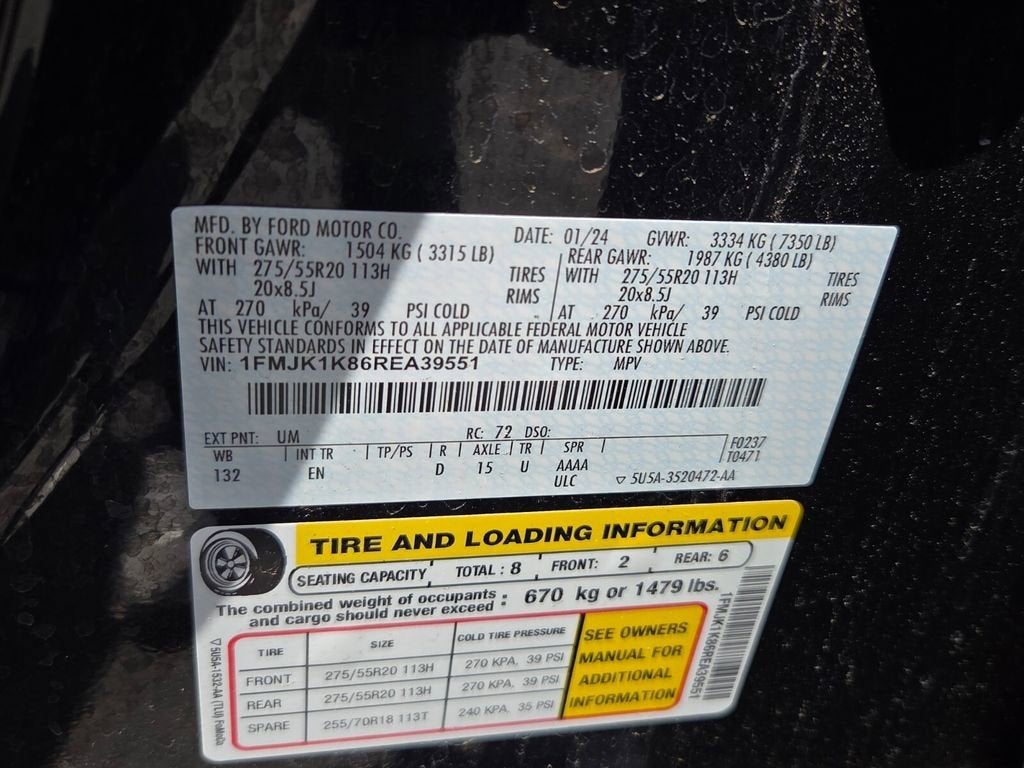 MFD. BY FORD MOTOR CO. DATE: 01/24 GVWR: 3334 KG ( 7350 LB)
FRONT GAWR: 1504 KG ( 3315 LB) REAR GAWR: 1987 KG ( 4380 LB)
WITH 275/55R20 113H TIRES WITH 275/55R20 113H TIRES
20x8.5J RIMS 20x8.5J RIMS
AT 270 kPa/ 39 PSI COLD AT 270 kPa/ 39 PSI COLD
THIS VEHICLE CONFORMS TO ALL APPLICABLE FEDERAL MOTOR VEHICLE
SAFETY STANDARDS IN EFFECT ON THE DATE OF MANUFACTURE SHOWN ABOVE.
VIN: 1FMJK1K86REA39551 TYPE: MPV
EXT PNT: UM RC: 72 DSO:
WB INT TR TP/PS R AXLE TR SPR F0237
132 EN D 15 U AAAA T0471
ULC ▽ 5U5A-3520472-AA
TIRE AND LOADING INFORMATION
SEATING CAPACITY TOTAL : 8 FRONT: 2 REAR: 6
The combined weight of occupants
and cargo should never exceed : 670 kg or 1479 lbs.
TIRE SIZE COLD TIRE PRESSURE
FRONT 275/55R20 113H 270 KPA, 39 PSI
REAR 275/55R20 113H 270 KPA, 39 PSI
SPARE 255/70R18 113T 240 KPA, 35 PSI
SEE OWNERS
MANUAL FOR
ADDITIONAL
INFORMATION
1FMJK1K86REA39551
▽ 5U5A-1532-AA (TLU) FoMoCo